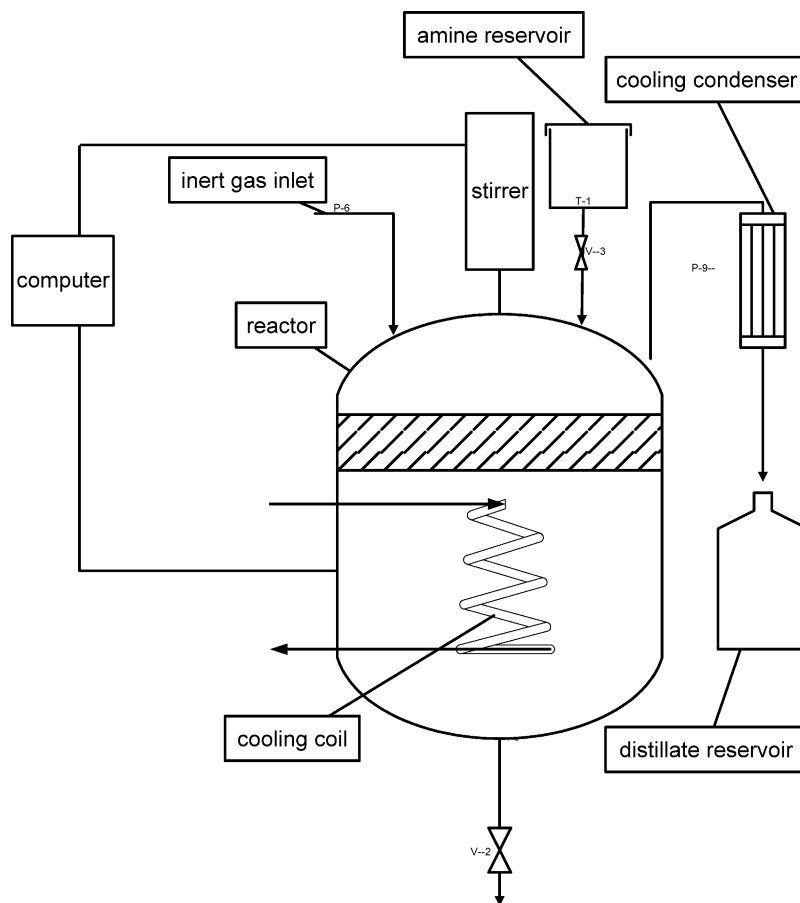 amine reservoir
cooling condenser
stirrer
inert gas inlet
P-6
T-1
V--3
P-9--
computer
reactor
cooling coil
distillate reservoir
V--2